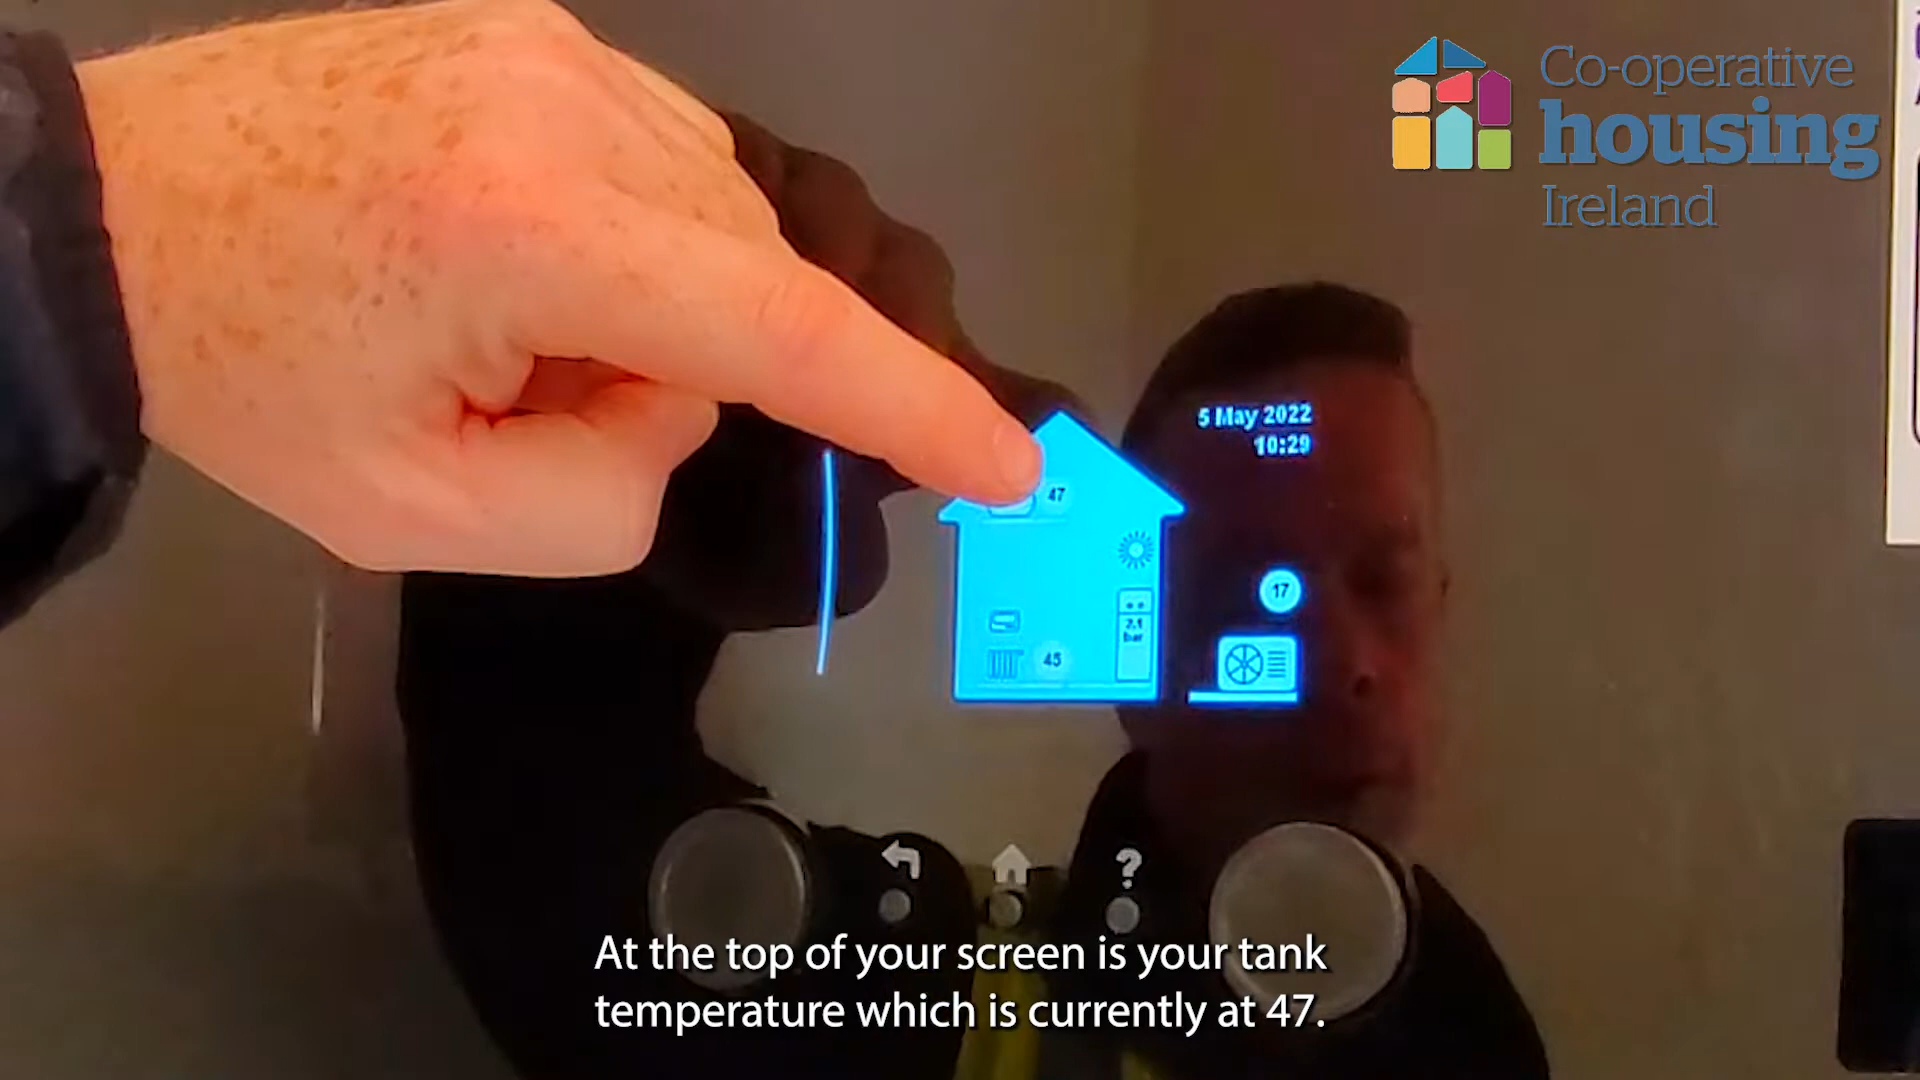 Co-operative
housing
Ireland
5 May 2022
10:29
47
17
2.1
bar
45
?
At the top of your screen is your tank
temperature which is currently at 47.